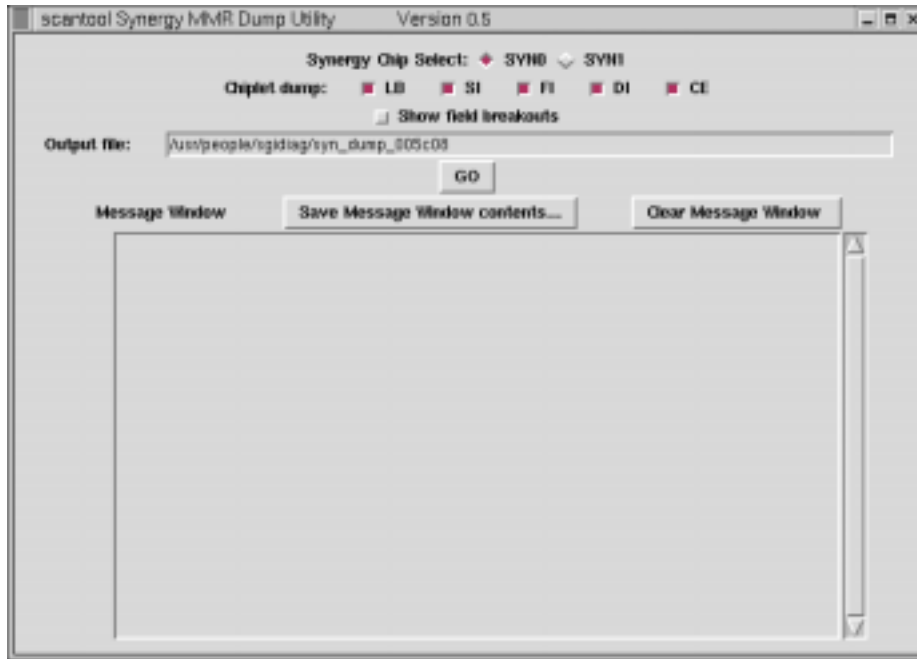 scantool Synergy MMR Dump Utility Version 0.5
Synergy Chip Select: SYN0 SYN1
Chiplet dump: LB SI FI DI CE
Show field breakouts
Output file: /usr/people/sgidiag/syn_dump_005c08
GO
Message Window Save Message Window contents.... Clear Message Window